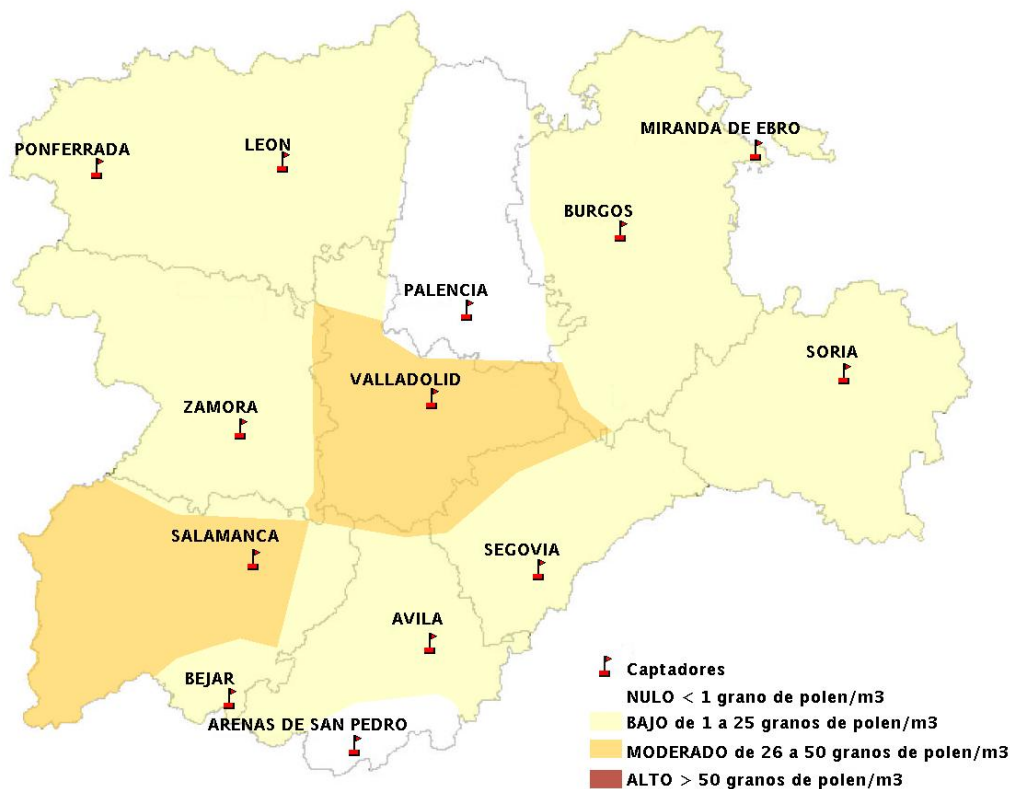 MIRANDA DE EBRO
PONFERRADA
LEON
BURGOS
PALENCIA
SORIA
VALLADOLID
ZAMORA
SALAMANCA
SEGOVIA
AVILA
BEJAR
ARENAS DE SAN PEDRO
Captadores
NULO < 1 grano de polen/m3
BAJO de 1 a 25 granos de polen/m3
MODERADO de 26 a 50 granos de polen/m3
ALTO > 50 granos de polen/m3